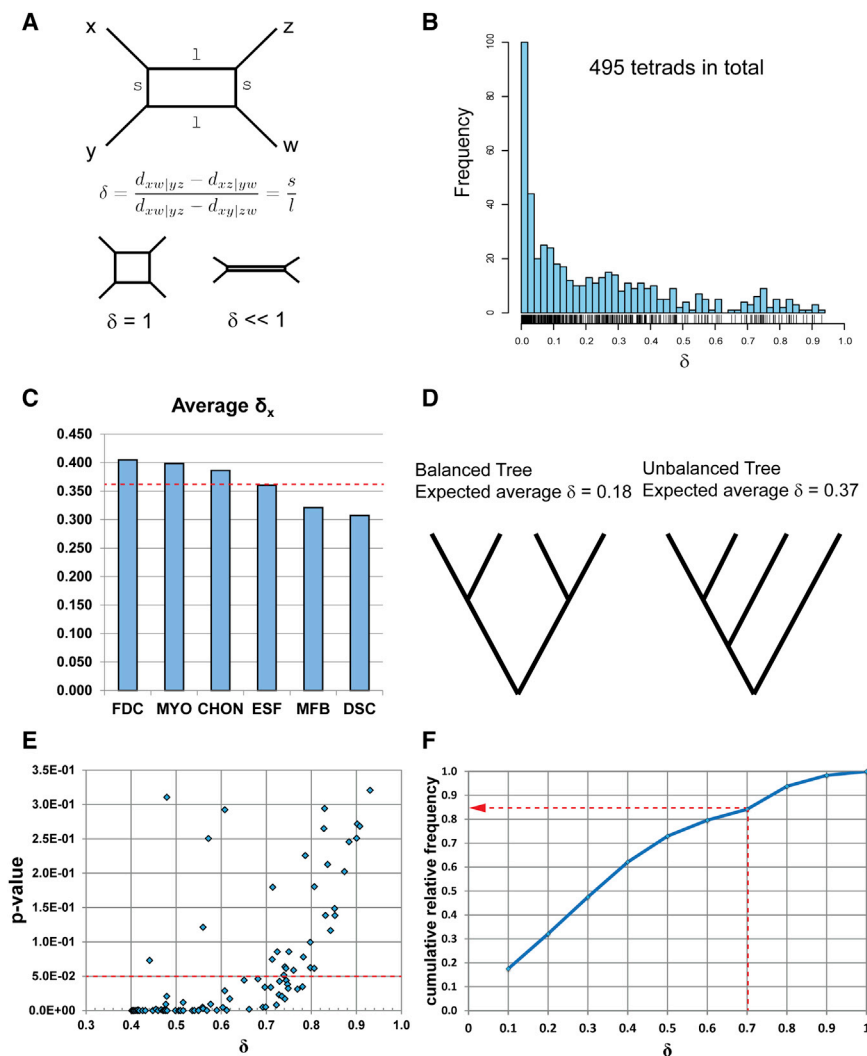 A
x
z
l
s
s
l
y
w
δ = \frac{d_{xw|yz} - d_{xz|yw}}{d_{xw|yz} - d_{xy|zw}} = \frac{s}{l}
δ = 1
δ << 1
B
495 tetrads in total
Frequency
100
80
60
40
20
0
0.0 0.1 0.2 0.3 0.4 0.5 0.6 0.7 0.8 0.9 1.0
δ
C
Average δx
0.450
0.400
0.350
0.300
0.250
0.200
0.150
0.100
0.050
0.000
FDC MYO CHON ESF MFB DSC
D
Balanced Tree
Expected average δ = 0.18
Unbalanced Tree
Expected average δ = 0.37
E
p-value
3.5E-01
3.0E-01
2.5E-01
2.0E-01
1.5E-01
1.0E-01
5.0E-02
0.0E+00
0.3 0.4 0.5 0.6 0.7 0.8 0.9 1.0
δ
F
cumulative relative frequency
1.0
0.9
0.8
0.7
0.6
0.5
0.4
0.3
0.2
0.1
0.0
0 0.1 0.2 0.3 0.4 0.5 0.6 0.7 0.8 0.9 1
δ